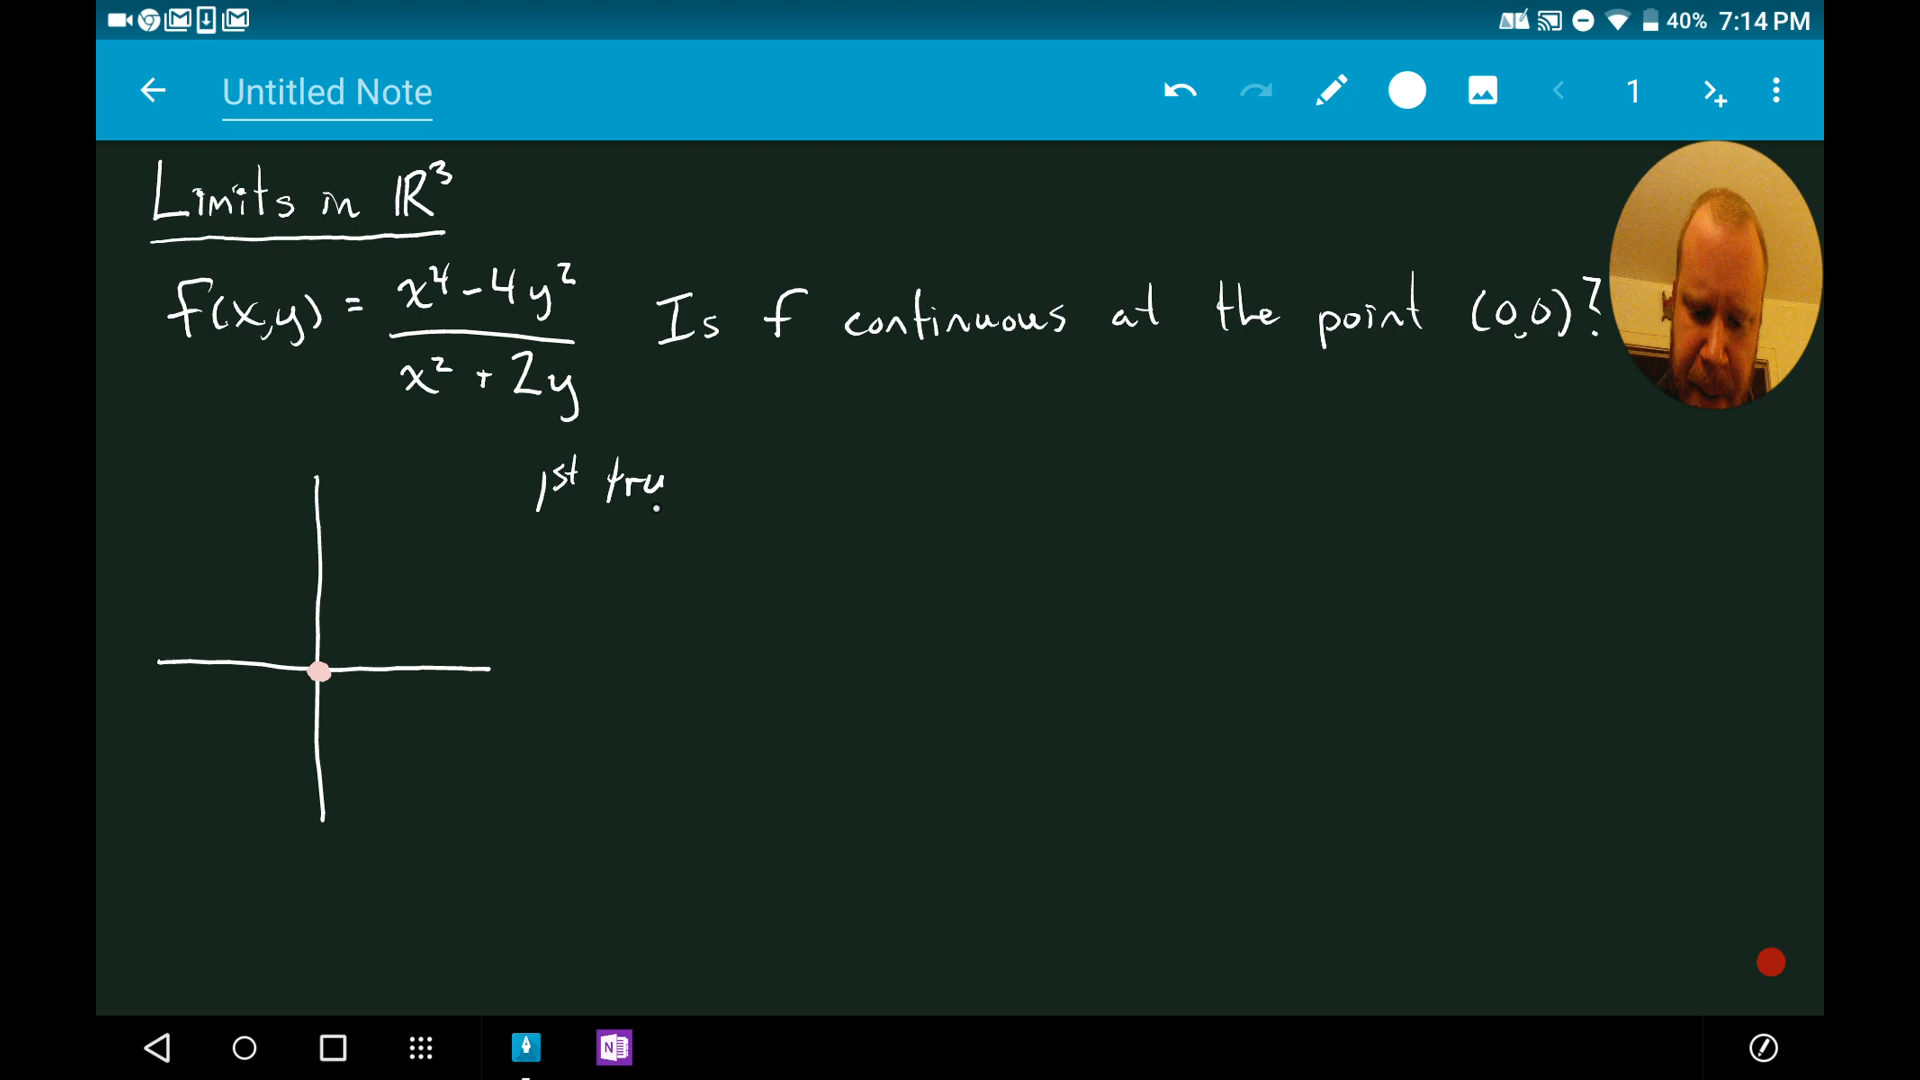 40% 7:14 PM
Untitled Note 1
Limits in ℝ³
f(x,y) = x⁴-4y² / x²+2y Is f continuous at the point (0,0)?
1st try
N